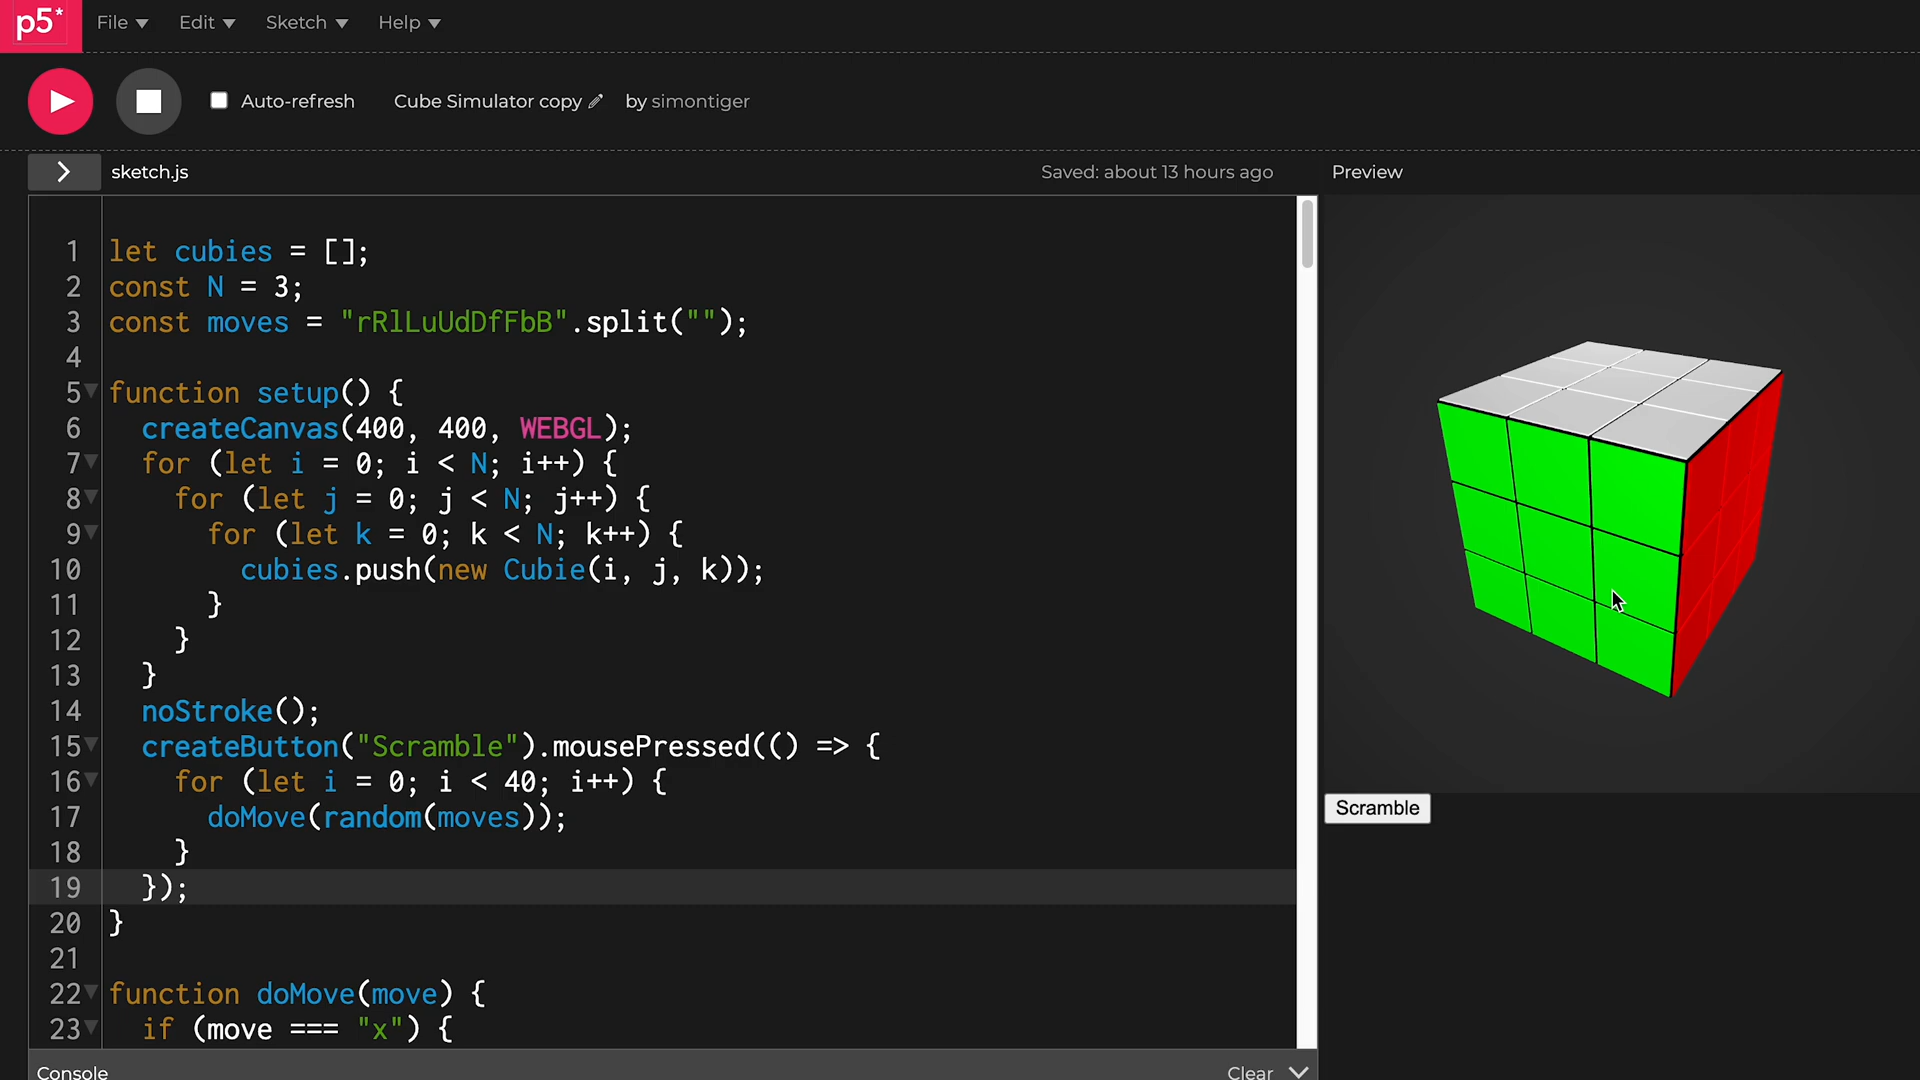 p5* File Edit Sketch Help
Auto-refresh Cube Simulator copy by simontiger
sketch.js Saved: about 13 hours ago Preview
1 let cubies = [];
2 const N = 3;
3 const moves = "rRlLuUdDfFbB".split("");
4
5 function setup() {
6 createCanvas(400, 400, WEBGL);
7 for (let i = 0; i < N; i++) {
8 for (let j = 0; j < N; j++) {
9 for (let k = 0; k < N; k++) {
10 cubies.push(new Cubie(i, j, k));
11 }
12 }
13 }
14 noStroke();
15 createButton("Scramble").mousePressed(() => {
16 for (let i = 0; i < 40; i++) {
17 doMove(random(moves));
18 }
19 });
20 }
21
22 function doMove(move) {
23 if (move === "x") {
Scramble
Console Clear